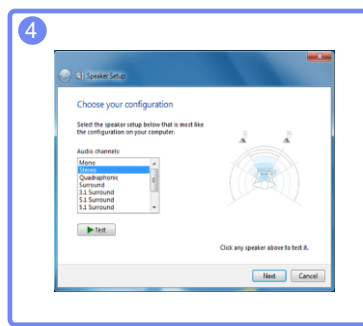 4
Speaker Setup
Choose your configuration
Select the speaker setup below that is most like
the configuration on your computer.
Audio channels:
Mono
Stereo
Quadraphonic
Surround
3.1 Surround
5.1 Surround
5.1 Surround
Test
Click any speaker above to test it.
Next
Cancel